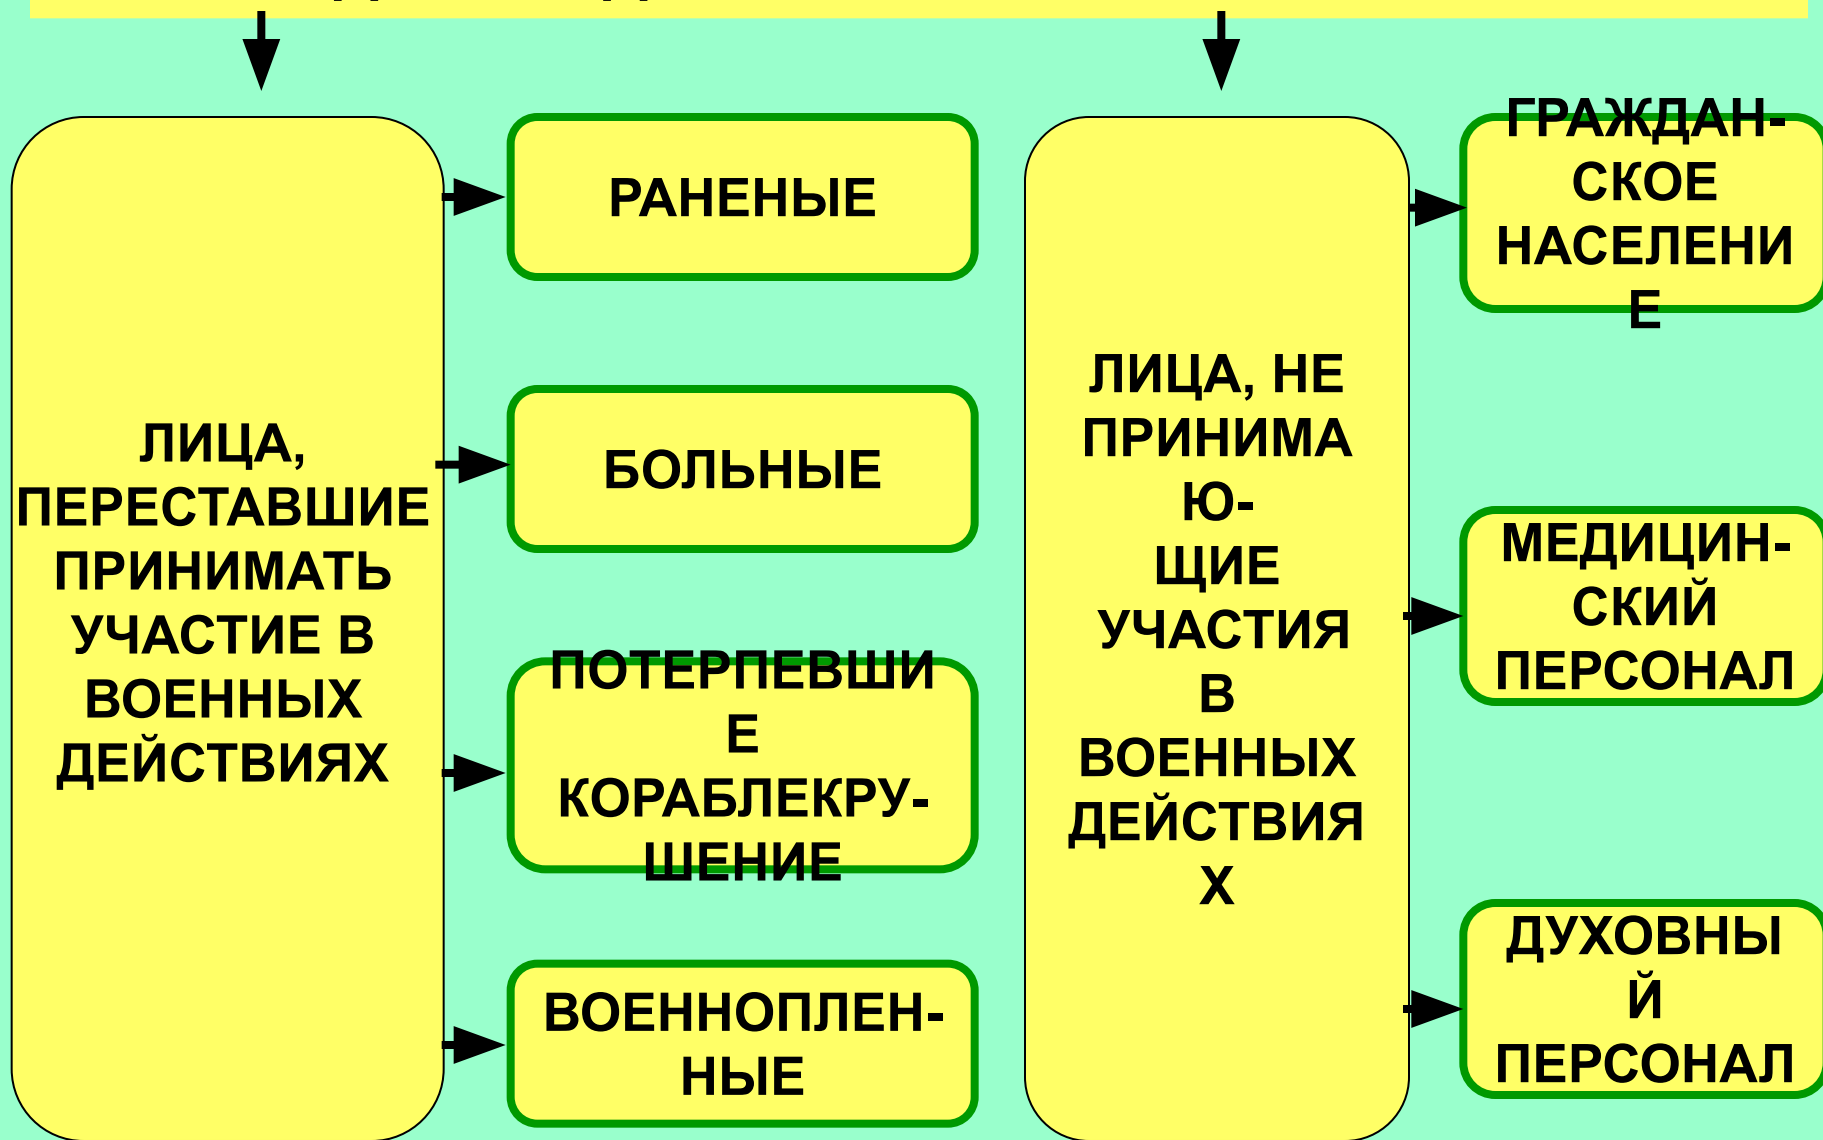 ЛИЦА,
ПЕРЕСТАВШИЕ
ПРИНИМАТЬ
УЧАСТИЕ В
ВОЕННЫХ
ДЕЙСТВИЯХ
РАНЕНЫЕ
БОЛЬНЫЕ
ПОТЕРПЕВШИ
Е
КОРАБЛЕКРУ-
ШЕНИЕ
ВОЕННОПЛЕН-
НЫЕ
ЛИЦА, НЕ
ПРИНИМА
Ю-
ЩИЕ
УЧАСТИЯ
В
ВОЕННЫХ
ДЕЙСТВИЯ
Х
ГРАЖДАН-
СКОЕ
НАСЕЛЕНИ
Е
МЕДИЦИН-
СКИЙ
ПЕРСОНАЛ
ДУХОВНЫ
Й
ПЕРСОНАЛ